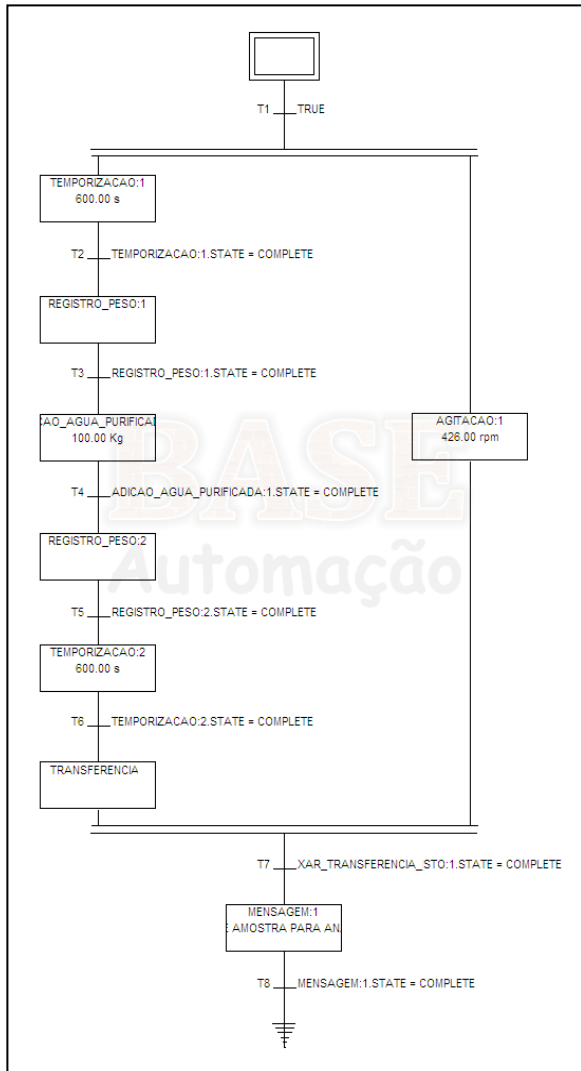 T1 TRUE
TEMPORIZACAO:1
600.00 s
T2 TEMPORIZACAO:1.STATE = COMPLETE
REGISTRO_PESO:1
T3 REGISTRO_PESO:1.STATE = COMPLETE
AO_AGUA_PURIFICA
100.00 Kg
AGITACAO:1
426.00 rpm
BASE
T4 ADICAO_AGUA_PURIFICADA:1.STATE = COMPLETE
REGISTRO_PESO:2
Automação
T5 REGISTRO_PESO:2.STATE = COMPLETE
TEMPORIZACAO:2
600.00 s
T6 TEMPORIZACAO:2.STATE = COMPLETE
TRANSFERENCIA
T7 XAR_TRANSFERENCIA_STO:1.STATE = COMPLETE
MENSAGEM:1
E AMOSTRA PARA AN
T8 MENSAGEM:1.STATE = COMPLETE